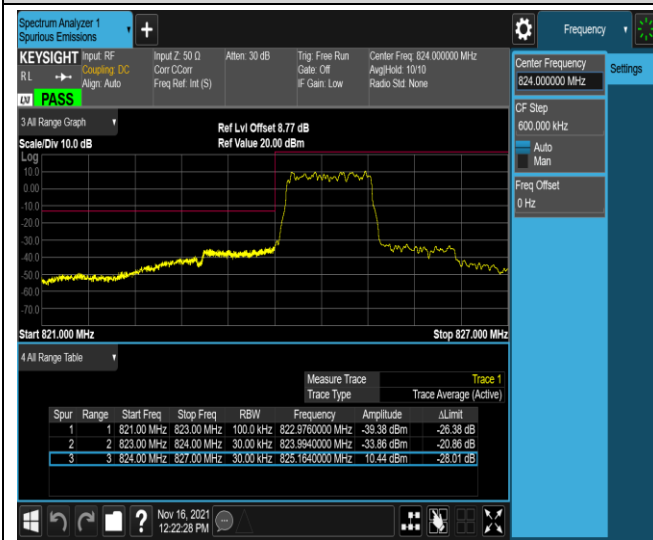 Spectrum Analyzer 1
Spurious Emissions
Frequency
KEYSIGHT Input: RF Input Z: 50 Ω Atten: 30 dB Trig: Free Run Center Freq: 824.000000 MHz
R L Coupling: DC Corr CCorr Gate: Off Avg|Hold: 10/10
Align: Auto Freq Ref: Int (S) IF Gain: Low Radio Std: None
LXI PASS
3 All Range Graph
Ref Lvl Offset 8.77 dB
Scale/Div 10.0 dB Ref Value 20.00 dBm
Log
10.0
0.00
-10.0
-20.0
-30.0
-40.0
-50.0
-60.0
-70.0
Start 821.000 MHz Stop 827.000 MHz
4 All Range Table
Measure Trace Trace 1
Trace Type Trace Average (Active)
Spur Range Start Freq Stop Freq RBW Frequency Amplitude ΔLimit
1 1 821.00 MHz 823.00 MHz 100.0 kHz 822.9760000 MHz -39.38 dBm -26.38 dB
2 2 823.00 MHz 824.00 MHz 30.00 kHz 823.9940000 MHz -33.86 dBm -20.86 dB
3 3 824.00 MHz 827.00 MHz 30.00 kHz 825.1640000 MHz 10.44 dBm -28.01 dB
Nov 16, 2021
12:22:28 PM
Center Frequency
824.000000 MHz
Settings
CF Step
600.000 kHz
Auto
Man
Freq Offset
0 Hz